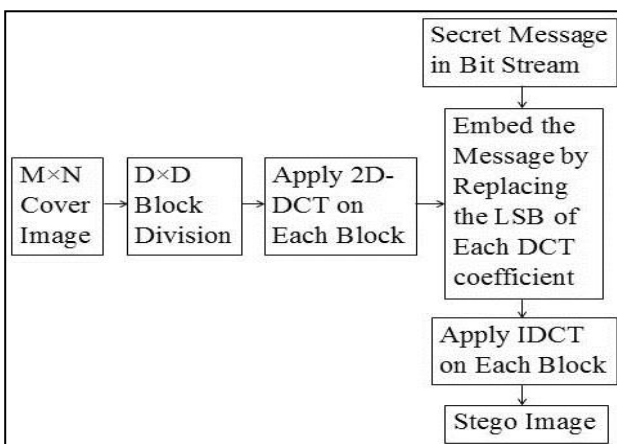 Secret Message
in Bit Stream
M×N
Cover
Image
D×D
Block
Division
Apply 2D-
DCT on
Each Block
Embed the
Message by
Replacing
the LSB of
Each DCT
coefficient
Apply IDCT
on Each Block
Stego Image